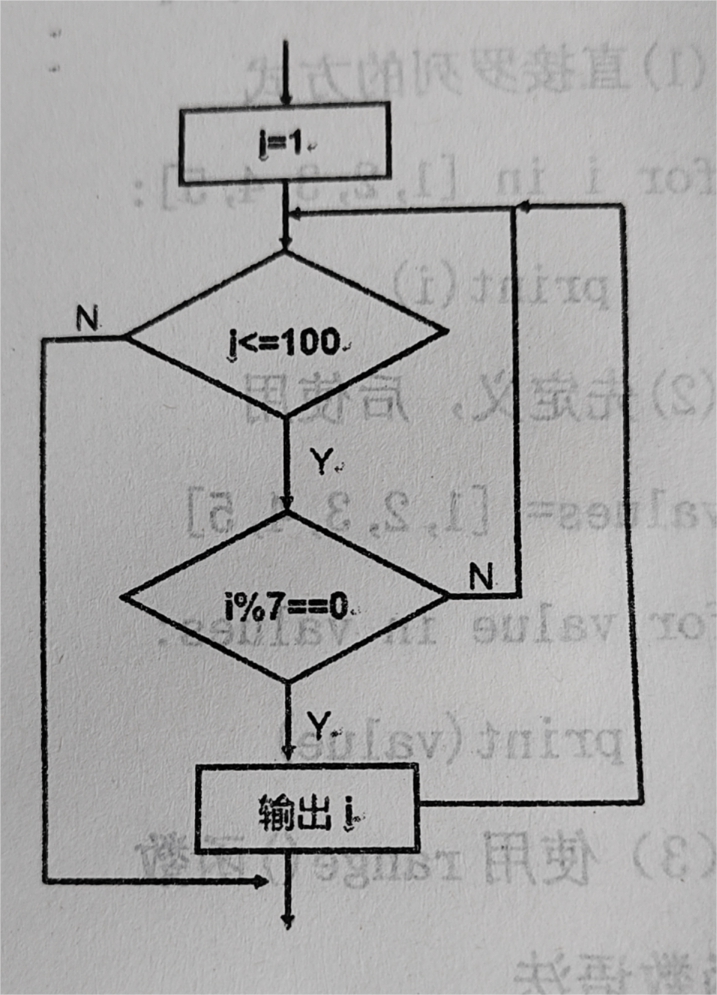 i=1
i<=100
N
Y
i%7==0
N
Y
输出 i
(1)直接罗列的方式
for i in [1,2,3,4,5]:
print(i)
(2)先定义，后使用
values= [1,2,3,4,5]
for value in values:
print(value)
(3) 使用range()函数
函数语法